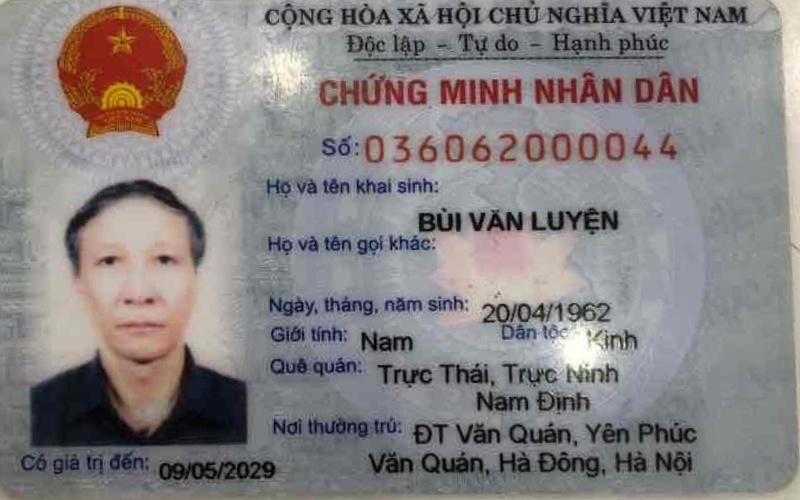 CỘNG HÒA XÃ HỘI CHỦ NGHĨA VIỆT NAM
Độc lập - Tự do - Hạnh phúc
CHỨNG MINH NHÂN DÂN
Số: 036062000044
Họ và tên khai sinh:
BÙI VĂN LUYỆN
Họ và tên gọi khác:
Ngày, tháng, năm sinh: 20/04/1962
Giới tính: Nam Dân tộc Kinh
Quê quán: Trực Thái, Trực Ninh
Nam Định
Nơi thường trú: ĐT Văn Quán, Yên Phúc
Văn Quán, Hà Đông, Hà Nội
Có giá trị đến: 09/05/2029